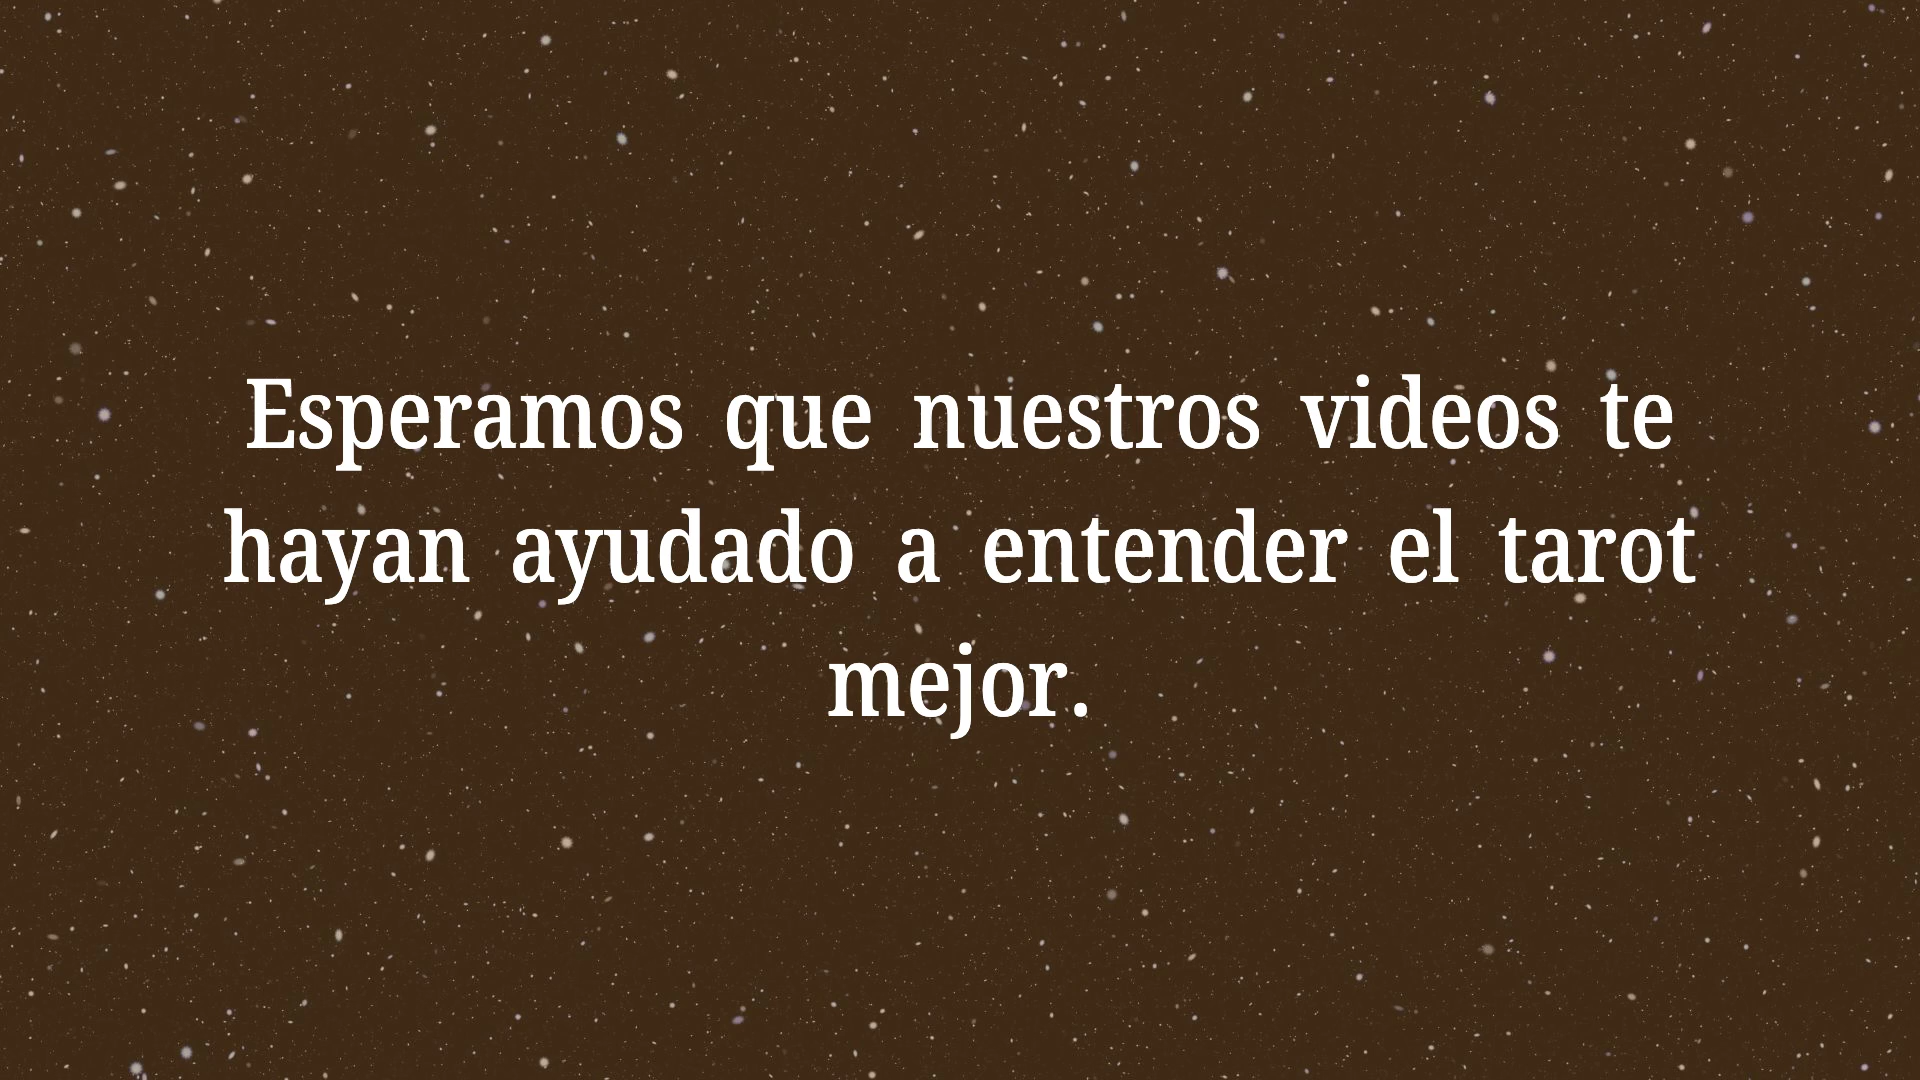 Esperamos que nuestros videos te
hayan ayudado a entender el tarot
mejor.